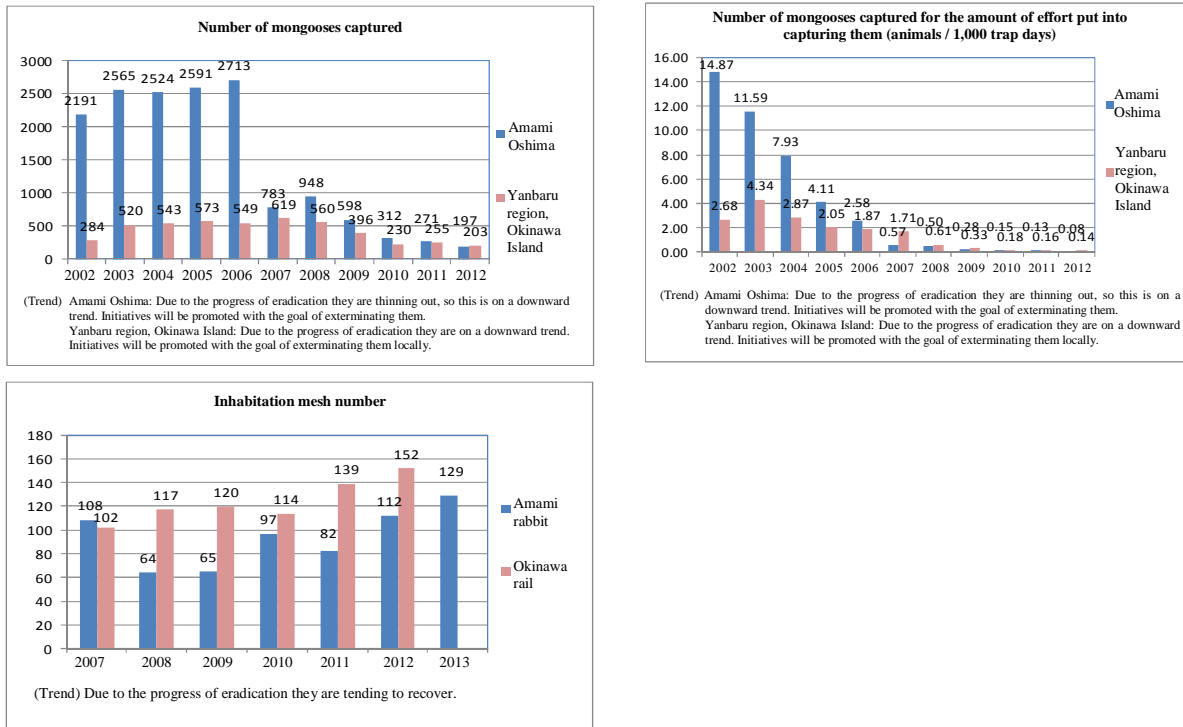 Number of mongooses captured
3000
2500
2000
1500
1000
500
0
2191
2565
2524
2591
2713
783
948
598
312
271
197
284
520
543
573
549
619
560
396
230
255
203
2002 2003 2004 2005 2006 2007 2008 2009 2010 2011 2012
Amami
Oshima
Yanbaru
region,
Okinawa
Island
(Trend) Amami Oshima: Due to the progress of eradication they are thinning out, so this is on a downward
trend. Initiatives will be promoted with the goal of exterminating them.
Yanbaru region, Okinawa Island: Due to the progress of eradication they are on a downward trend.
Initiatives will be promoted with the goal of exterminating them locally.
Number of mongooses captured for the amount of effort put into
capturing them (animals / 1,000 trap days)
16.00
14.00
12.00
10.00
8.00
6.00
4.00
2.00
0.00
14.87
11.59
7.93
4.11
2.58
0.57
0.50
0.28
0.15
0.13
0.08
2.68
4.34
2.87
2.05
1.87
1.71
0.61
0.33
0.18
0.16
0.14
2002 2003 2004 2005 2006 2007 2008 2009 2010 2011 2012
Amami
Oshima
Yanbaru
region,
Okinawa
Island
(Trend) Amami Oshima: Due to the progress of eradication they are thinning out, so this is on a
downward trend. Initiatives will be promoted with the goal of exterminating them.
Yanbaru region, Okinawa Island: Due to the progress of eradication they are on a downward
trend. Initiatives will be promoted with the goal of exterminating them locally.
Inhabitation mesh number
180
160
140
120
100
80
60
40
20
0
108
64
65
97
82
112
129
102
117
120
114
139
152
2007 2008 2009 2010 2011 2012 2013
Amami
rabbit
Okinawa
rail
(Trend) Due to the progress of eradication they are tending to recover.